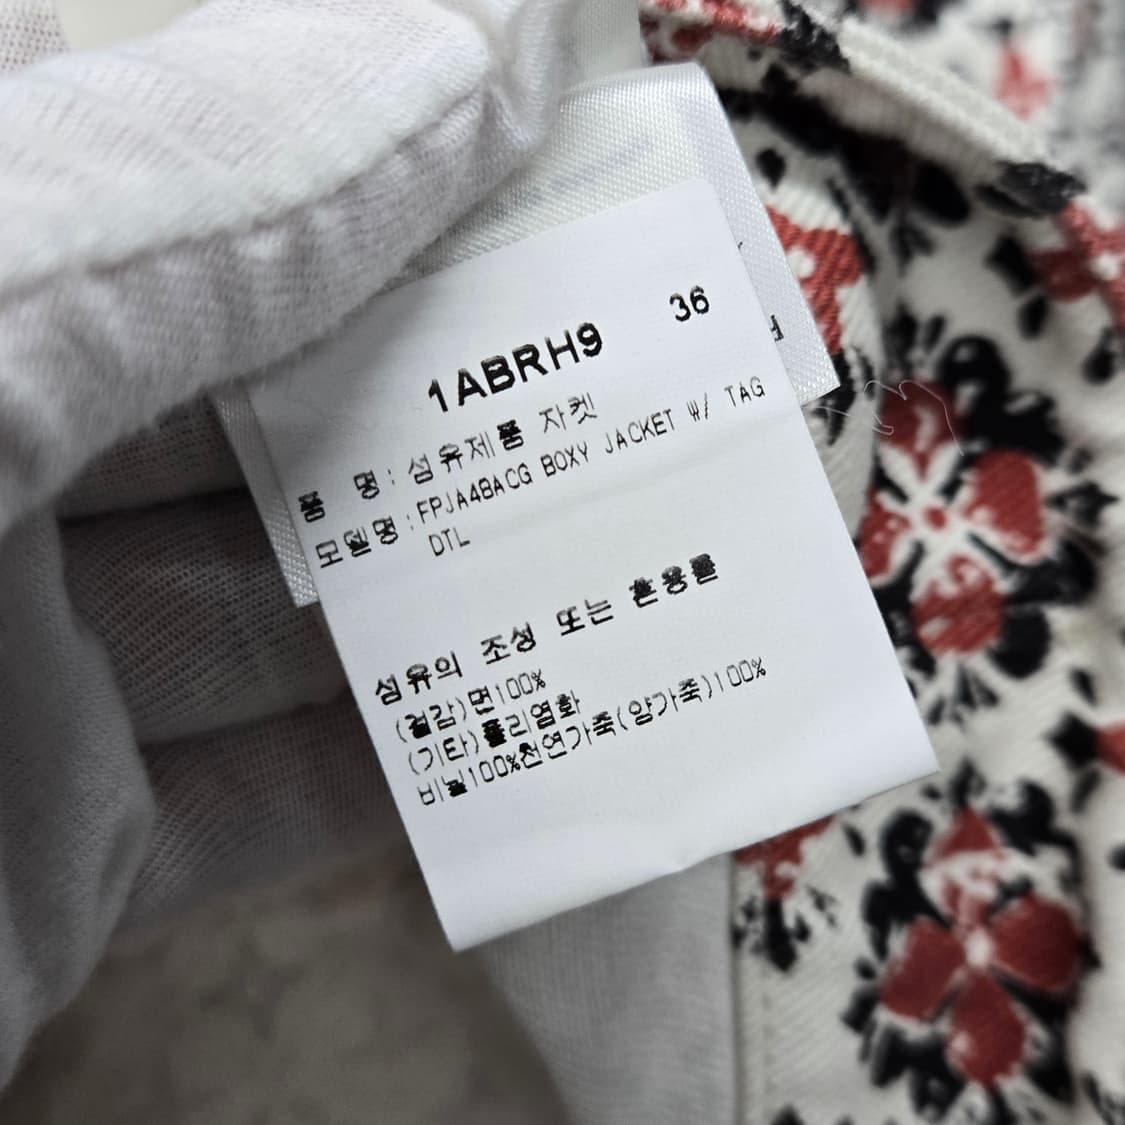 1ABRH9 36
품 명 : 섬유제품 자켓
모델명 : FPJA48ACG BOXY JACKET W/ TAG
DTL
섬유의 조성 또는 혼용률
(겉감)면100%
(기타)폴리염화
비닐100%천연가죽(양가죽)100%